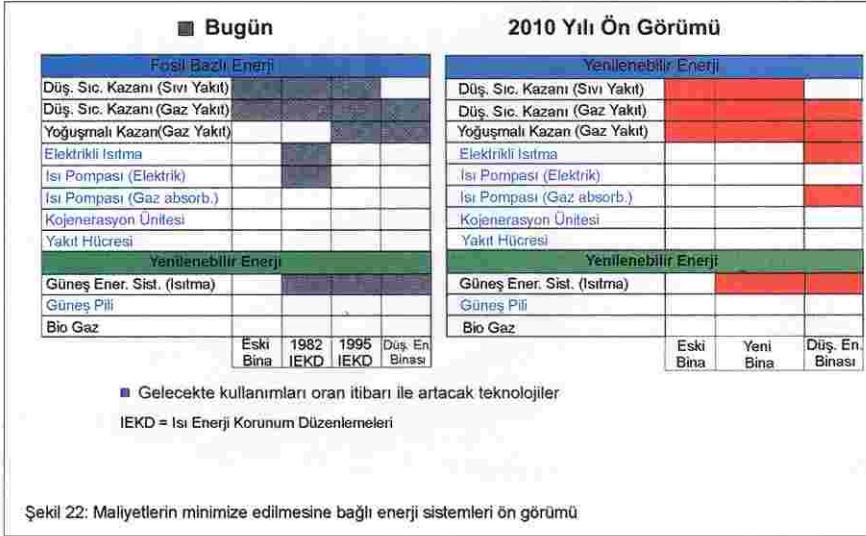 Bugün
2010 Yılı Ön Görümü
Fosil Bazlı Enerji
Düş. Sıc. Kazanı (Sıvı Yakıt)
Düş. Sıc. Kazanı (Gaz Yakıt)
Yoğuşmalı Kazan(Gaz Yakıt)
Elektrikli Isıtma
Isı Pompası (Elektrik)
Isı Pompası (Gaz absorb.)
Kojenerasyon Ünitesi
Yakıt Hücresi
Yenilenebilir Enerji
Güneş Ener. Sist. (Isıtma)
Güneş Pili
Bio Gaz
Eski Bina
1982 IEKD
1995 IEKD
Düş. En. Binası
Yenilenebilir Enerji
Düş. Sıc. Kazanı (Sıvı Yakıt)
Düş. Sıc. Kazanı (Gaz Yakıt)
Yoğuşmalı Kazan (Gaz Yakıt)
Elektrikli Isıtma
Isı Pompası (Elektrik)
Isı Pompası (Gaz absorb.)
Kojenerasyon Ünitesi
Yakıt Hücresi
Yenilenebilir Enerji
Güneş Ener. Sist. (Isıtma)
Güneş Pili
Bio Gaz
Eski Bina
Yeni Bina
Düş. En. Binası
Gelecekte kullanımları oran itibarı ile artacak teknolojiler
IEKD = Isı Enerji Korunum Düzenlemeleri
Şekil 22: Maliyetlerin minimize edilmesine bağlı enerji sistemleri ön görümü